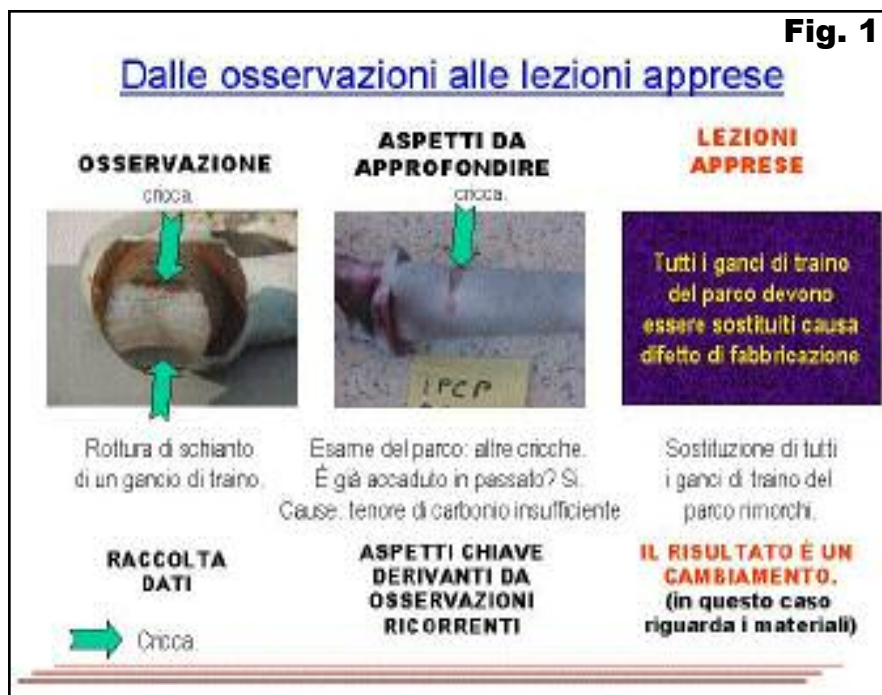 Fig. 1
Dalle osservazioni alle lezioni apprese
OSSERVAZIONE
cricca.
Rottura di schianto
di un gancio di traino.
RACCOLTA
DATI
Cricca.
ASPETTI DA
APPROFONDIRE
cricca.
IPCP
Esame del parco: altre cricche.
É già accaduto in passato? Sì.
Cause: tenore di carbonio insufficiente
ASPETTI CHIAVE
DERIVANTI DA
OSSERVAZIONI
RICORRENTI
LEZIONI
APPRESE
Tutti i ganci di traino
del parco devono
essere sostituiti causa
difetto di fabbricazione
Sostituzione di tutti
i ganci di traino del
parco rimorchi.
IL RISULTATO É UN
CAMBIAMENTO.
(in questo caso
riguarda i materiali)